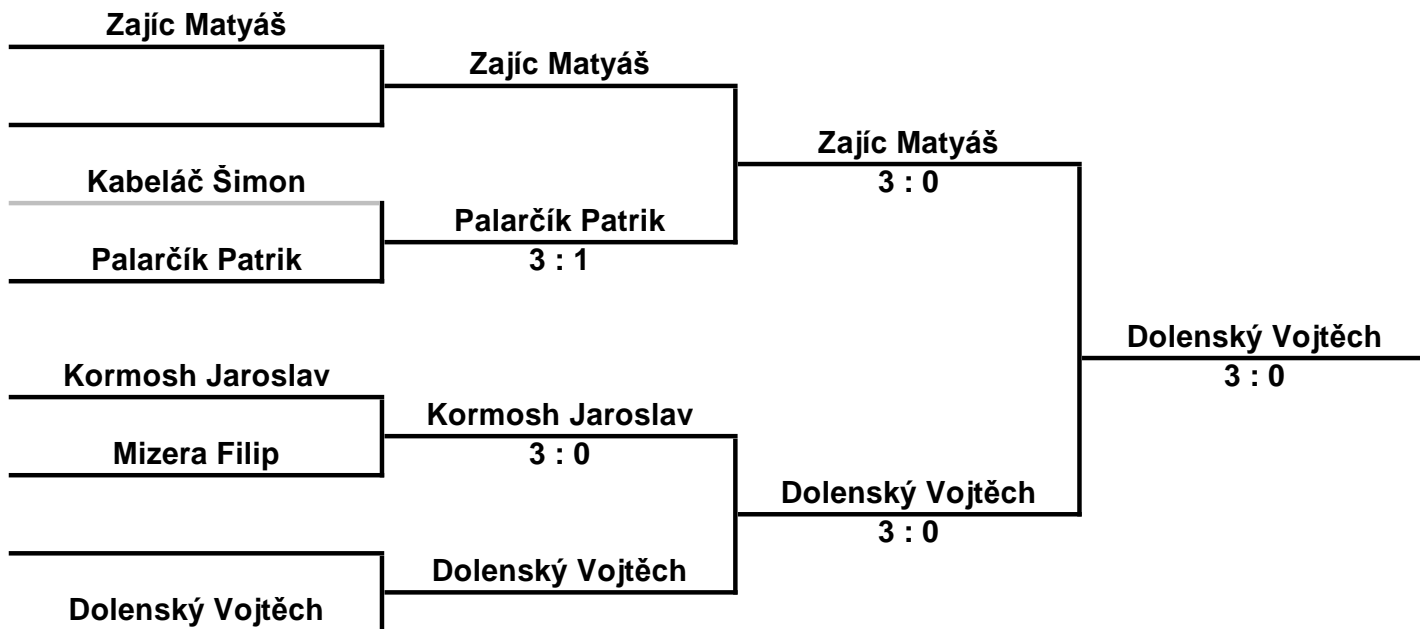 Zajíc Matyáš
Zajíc Matyáš
Zajíc Matyáš
3 : 0
Kabeláč Šimon
Palarčík Patrik
3 : 1
Palarčík Patrik
Dolenský Vojtěch
3 : 0
Kormosh Jaroslav
Kormosh Jaroslav
3 : 0
Mizera Filip
Dolenský Vojtěch
3 : 0
Dolenský Vojtěch
Dolenský Vojtěch